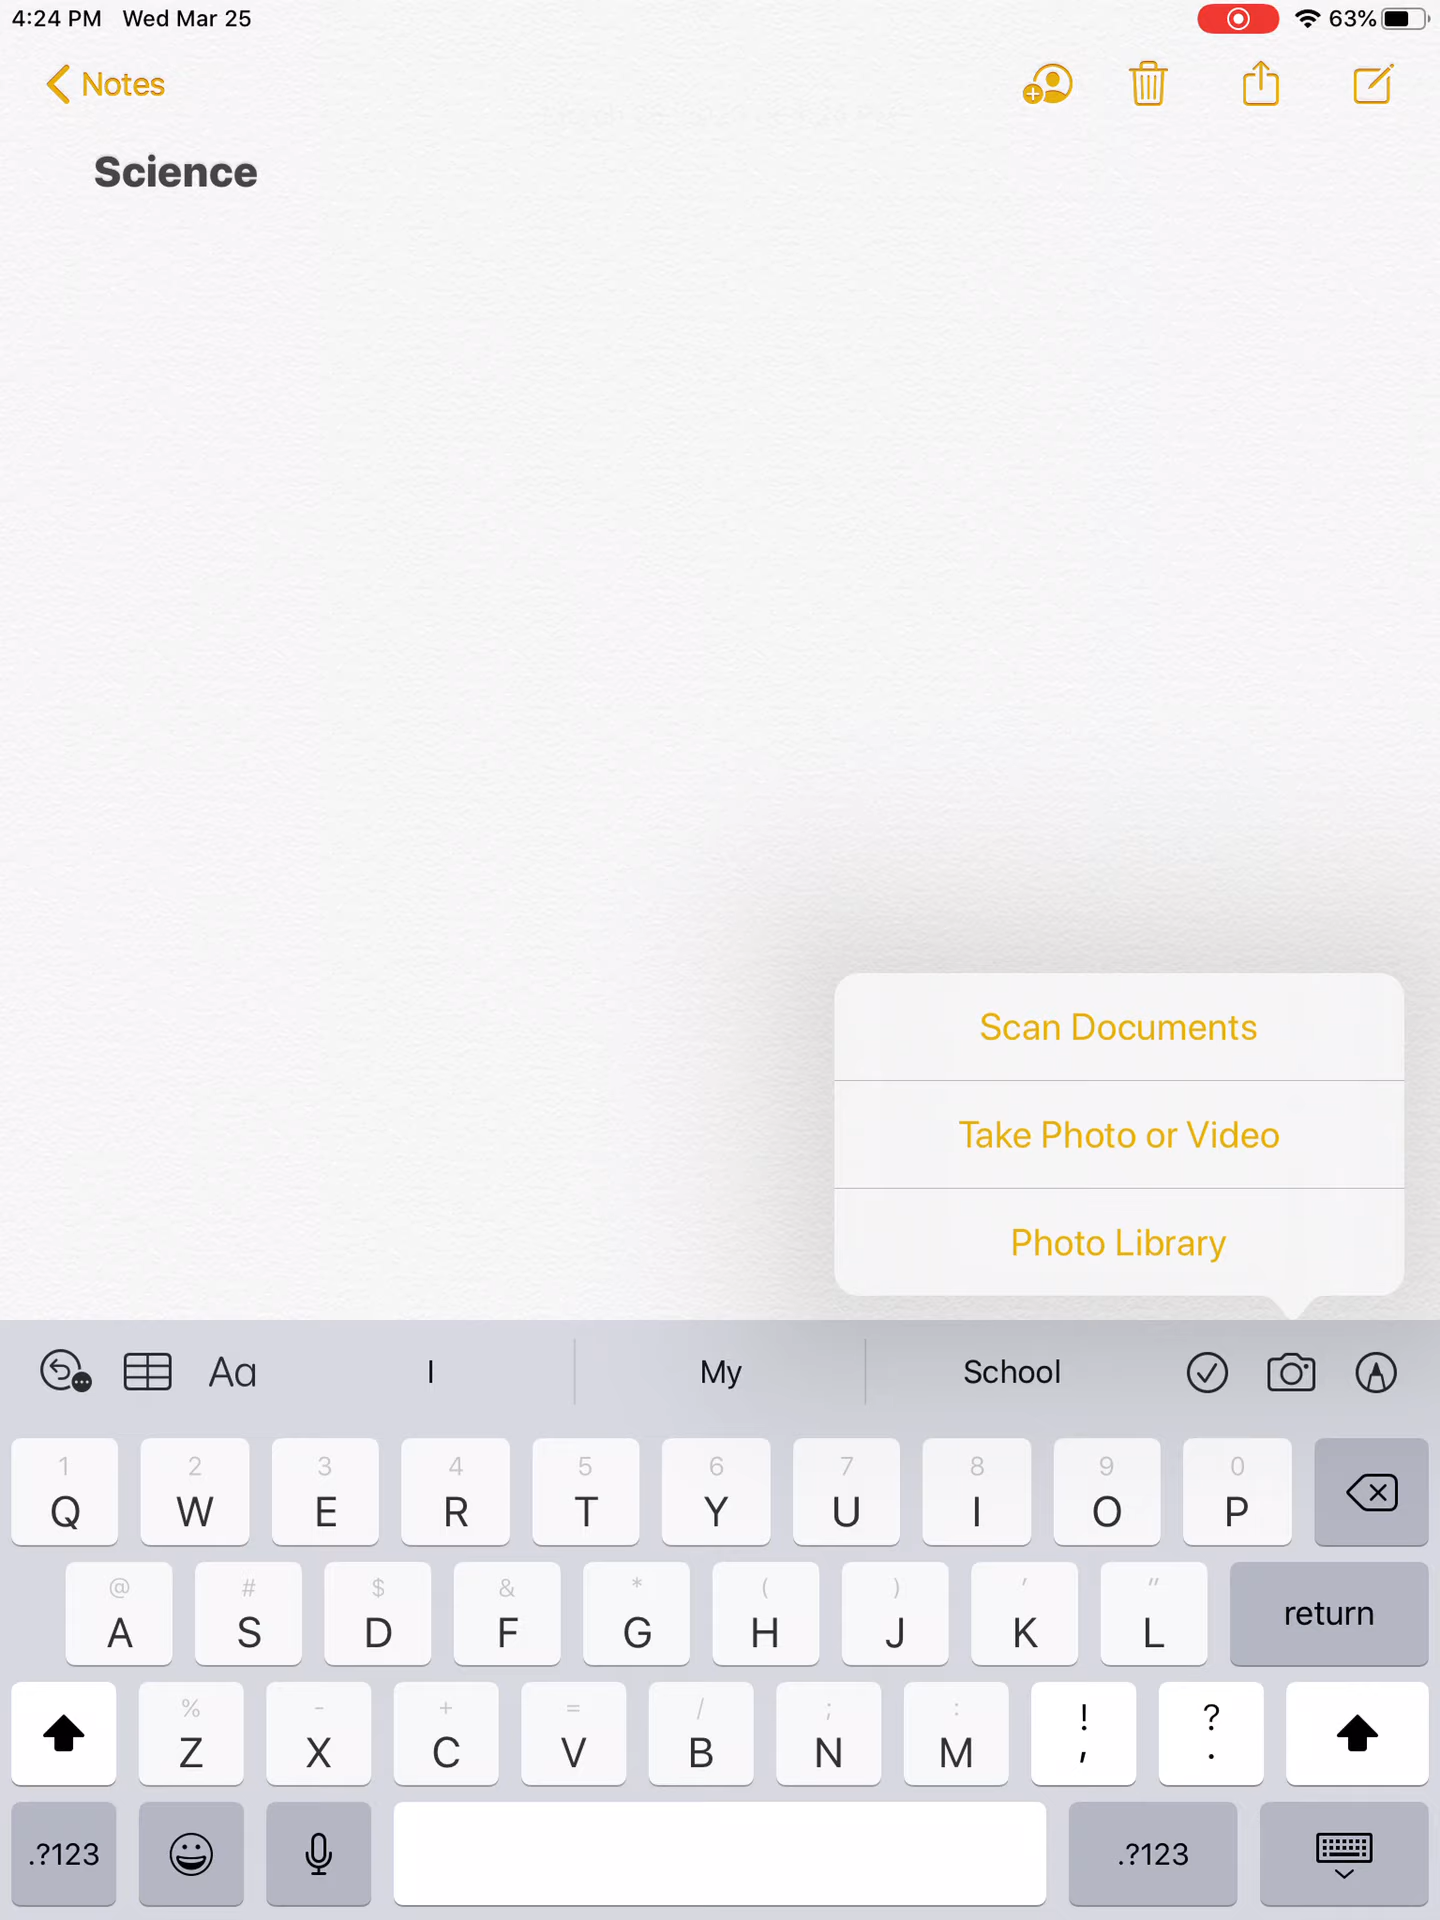 4:24 PM Wed Mar 25 63%
Notes
Science
Scan Documents
Take Photo or Video
Photo Library
Aa I My School
1 2 3 4 5 6 7 8 9 0
Q W E R T Y U I O P
@ # $ & * ( ) ' "
A S D F G H J K L return
% - + = / ; : ! ?
Z X C V B N M , .
.?123 .?123